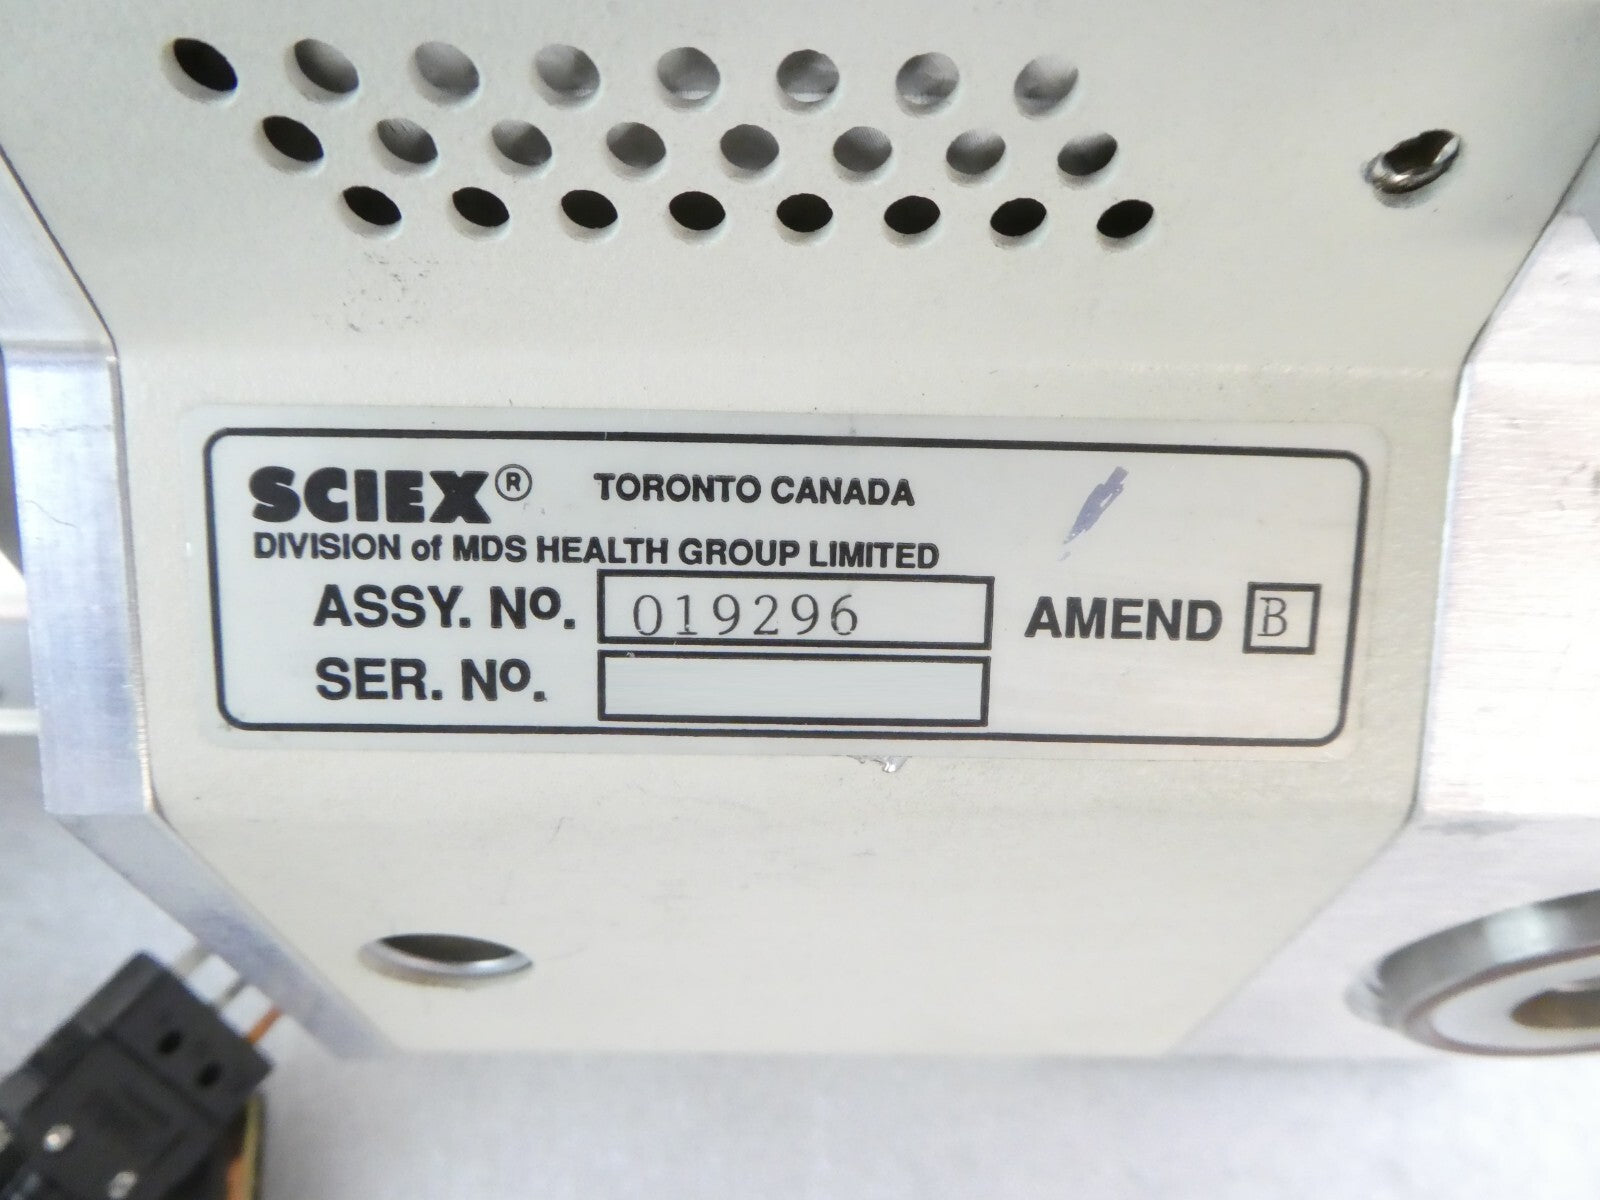 SCIEX® TORONTO CANADA
DIVISION of MDS HEALTH GROUP LIMITED
ASSY. No. 019296 AMEND B
SER. No.